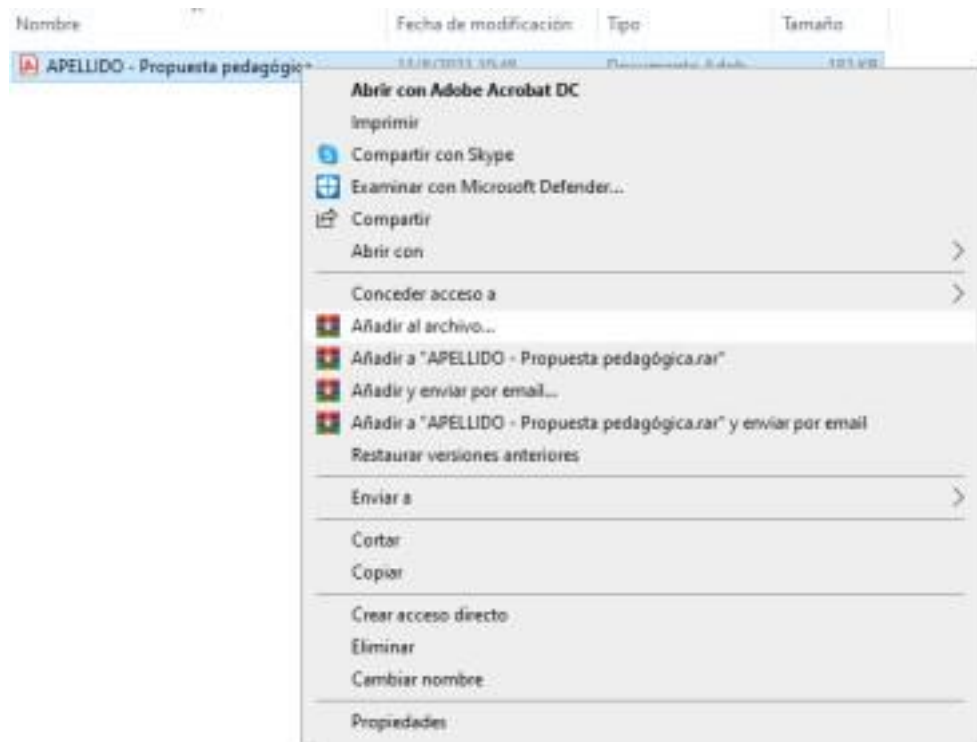 Nombre Fecha de modificación Tipo Tamaño
APELLIDO - Propuesta pedagógica
Abrir con Adobe Acrobat DC
Imprimir
Compartir con Skype
Examinar con Microsoft Defender...
Compartir
Abrir con
Conceder acceso a
Añadir al archivo...
Añadir a "APELLIDO - Propuesta pedagógica.rar"
Añadir y enviar por email...
Añadir a "APELLIDO - Propuesta pedagógica.rar" y enviar por email
Restaurar versiones anteriores
Enviar a
Cortar
Copiar
Crear acceso directo
Eliminar
Cambiar nombre
Propiedades